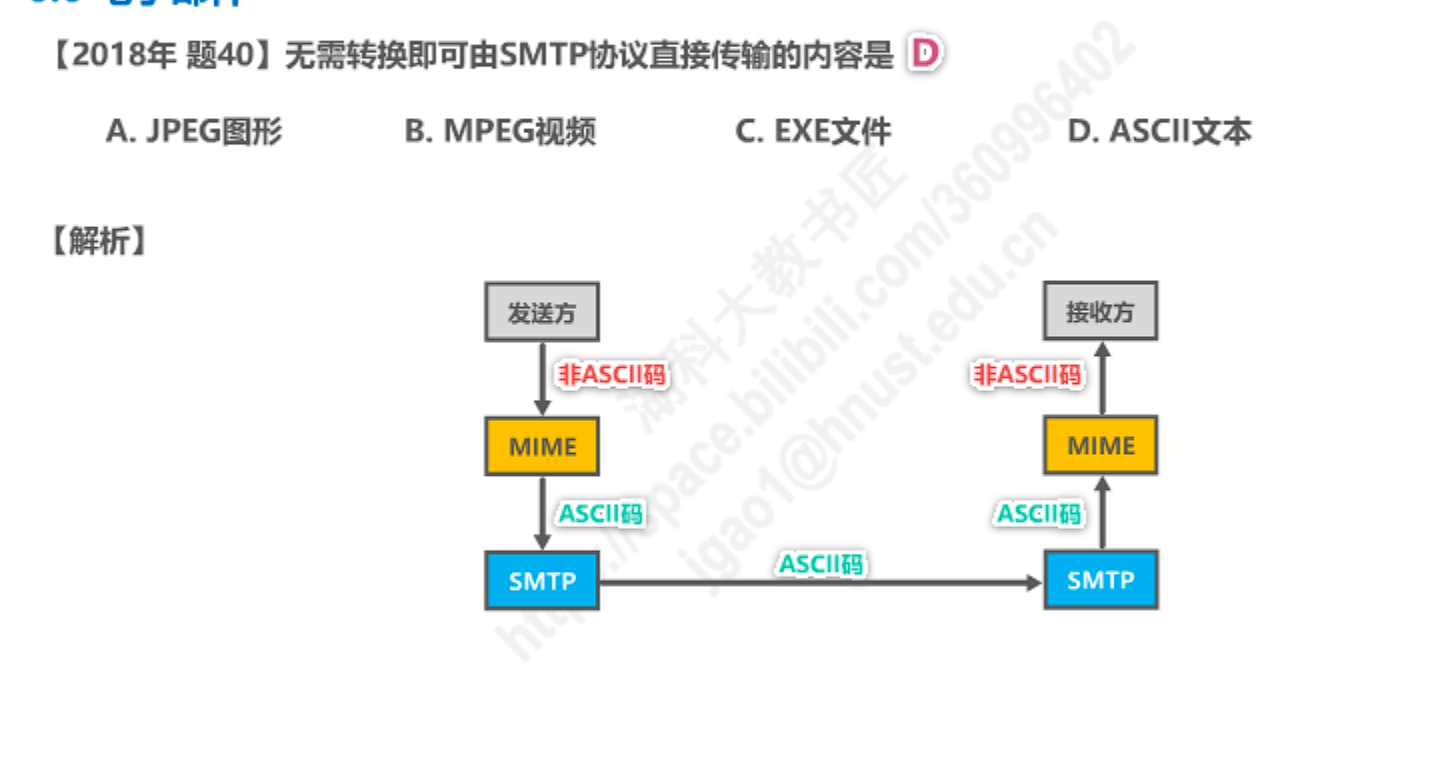 【2018年 题40】无需转换即可由SMTP协议直接传输的内容是 D
A. JPEG图形 B. MPEG视频 C. EXE文件 D. ASCII文本
【解析】
发送方 接收方
非ASCII码 非ASCII码
MIME MIME
ASCII码 ASCII码
ASCII码
SMTP SMTP
湖科大教书匠
space.bilibili.com/360996402
jgao1@hnust.edu.cn